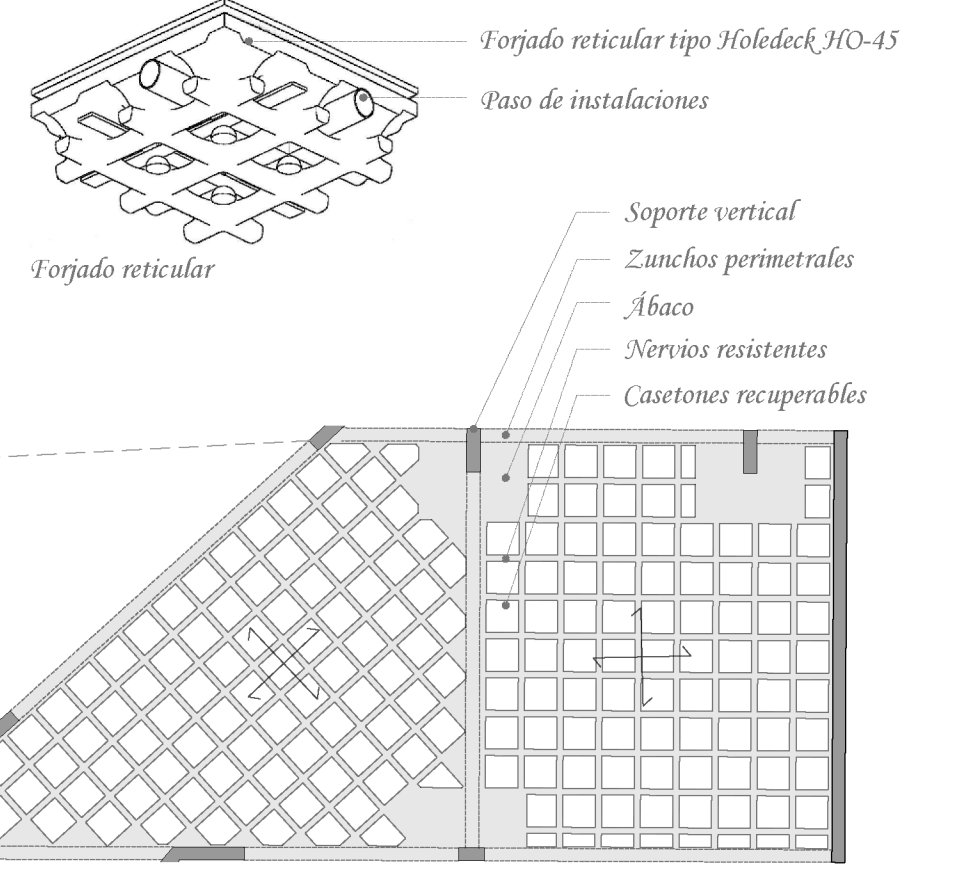 Forjado reticular tipo Holedeck HO-45
Paso de instalaciones
Forjado reticular
Soporte vertical
Zunchos perimetrales
Ábaco
Nervios resistentes
Casetones recuperables